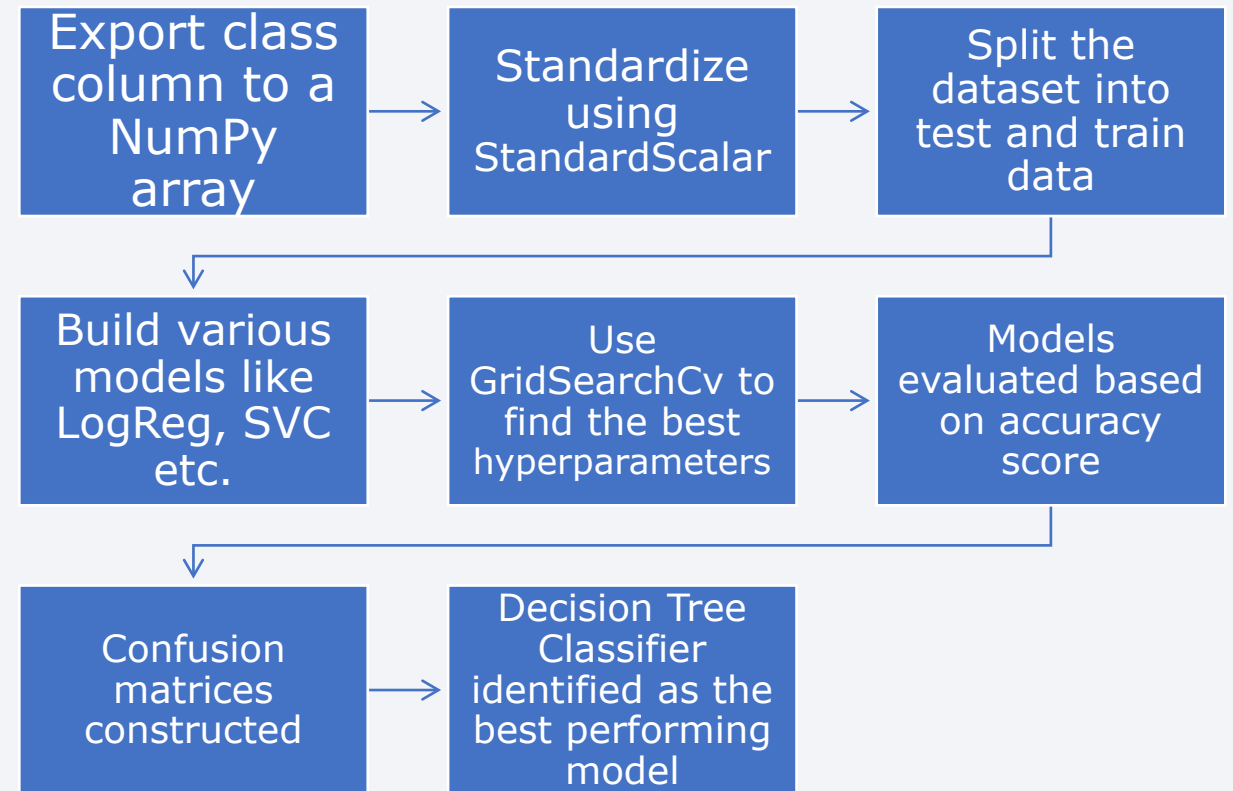 Export class
column to a
NumPy
array
Standardize
using
StandardScalar
Split the
dataset into
test and train
data
Build various
models like
LogReg, SVC
etc.
Use
GridSearchCv to
find the best
hyperparameters
Models
evaluated based
on accuracy
score
Confusion
matrices
constructed
Decision Tree
Classifier
identified as the
best performing
model